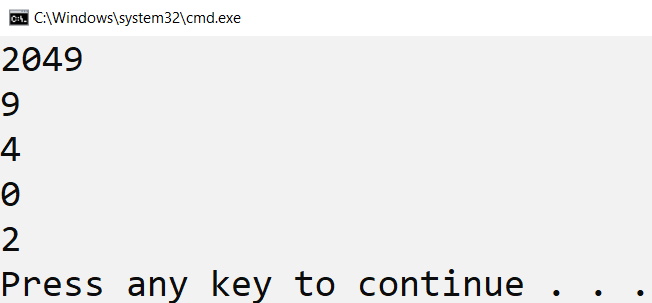 C:\Windows\system32\cmd.exe
2049
9
4
0
2
Press any key to continue . . .